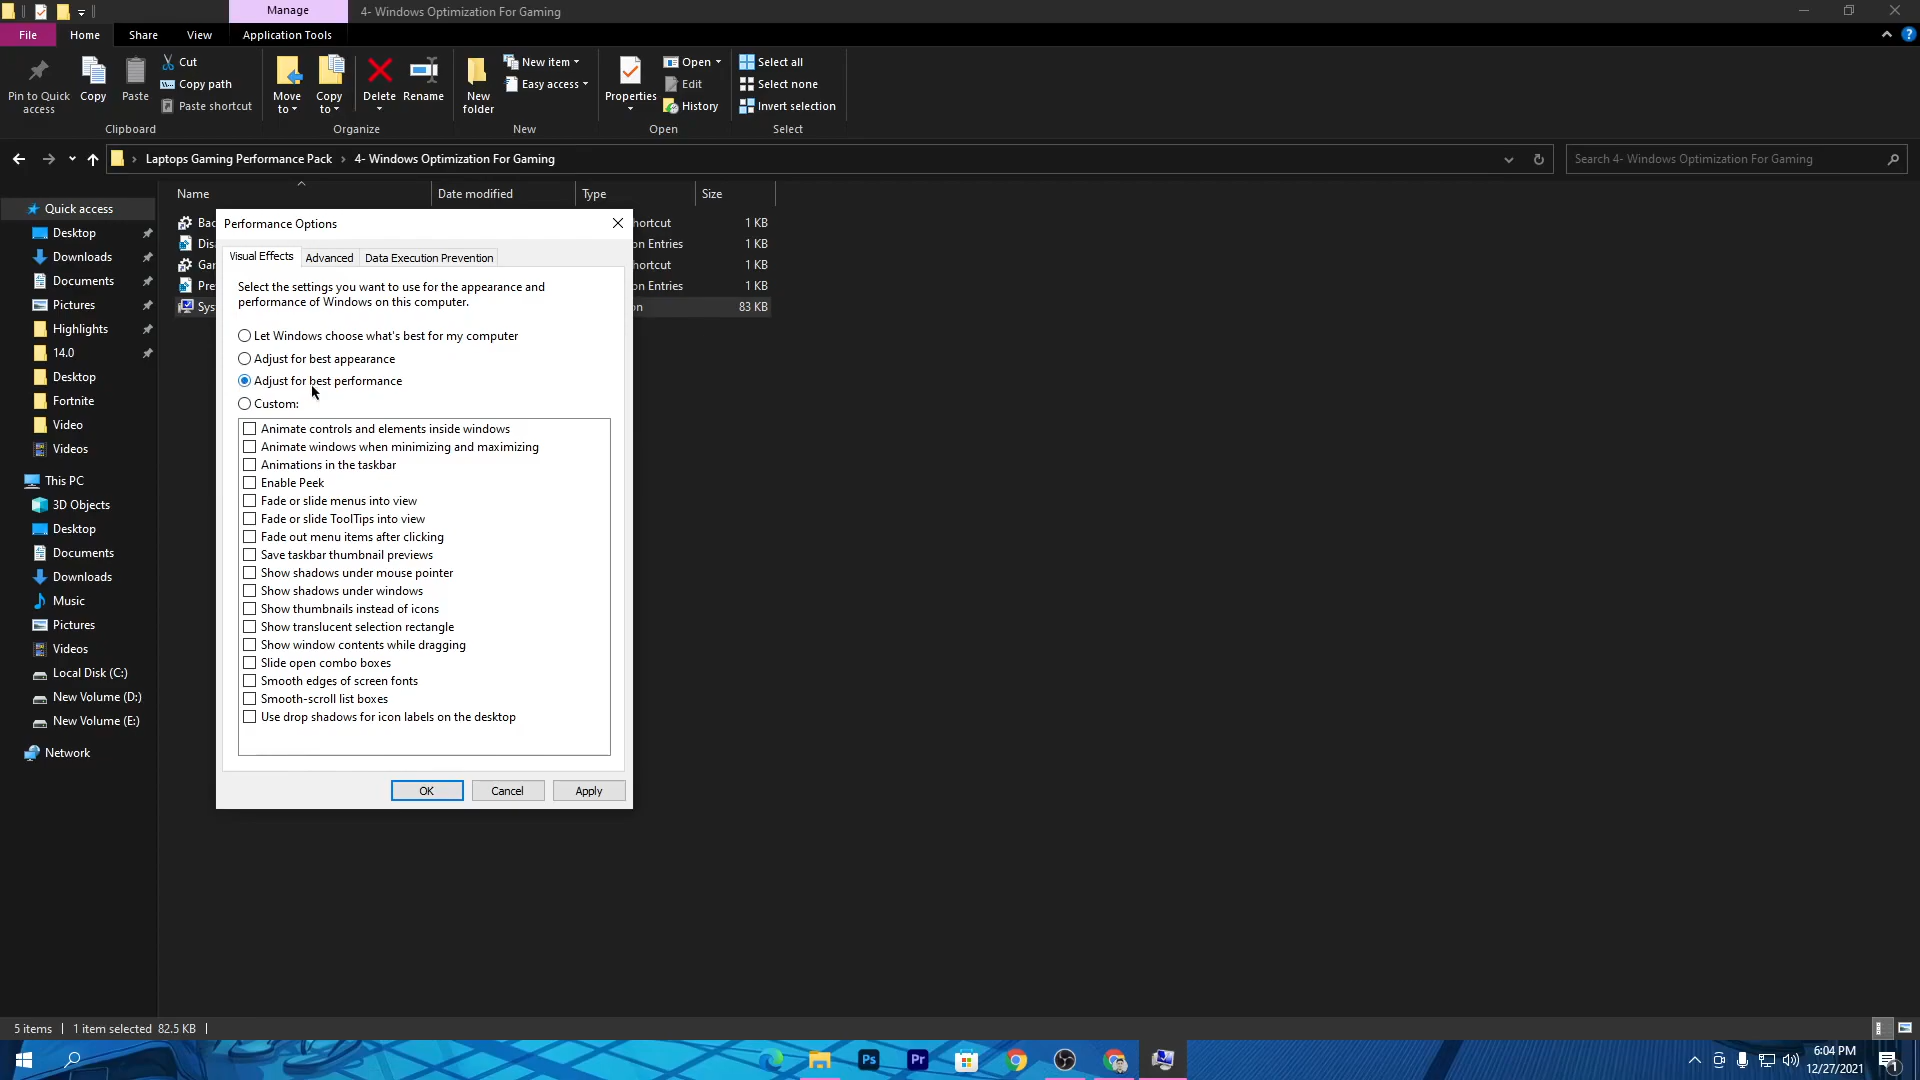 Manage
4- Windows Optimization For Gaming
File
Home
Share
View
Application Tools
Pin to Quick access
Copy
Paste
Cut
Copy path
Paste shortcut
Clipboard
Move to
Copy to
Delete
Rename
Organize
New folder
New item
Easy access
New
Properties
Open
Edit
History
Open
Select all
Select none
Invert selection
Select
Laptops Gaming Performance Pack
4- Windows Optimization For Gaming
Search 4- Windows Optimization For Gaming
Name
Date modified
Type
Size
Quick access
Desktop
Downloads
Documents
Pictures
Highlights
14.0
Desktop
Fortnite
Video
Videos
This PC
3D Objects
Desktop
Documents
Downloads
Music
Pictures
Videos
Local Disk (C:)
New Volume (D:)
New Volume (E:)
Network
1 KB
1 KB
1 KB
1 KB
83 KB
Performance Options
Visual Effects
Advanced
Data Execution Prevention
Select the settings you want to use for the appearance and
performance of Windows on this computer.
Let Windows choose what's best for my computer
Adjust for best appearance
Adjust for best performance
Custom:
Animate controls and elements inside windows
Animate windows when minimizing and maximizing
Animations in the taskbar
Enable Peek
Fade or slide menus into view
Fade or slide ToolTips into view
Fade out menu items after clicking
Save taskbar thumbnail previews
Show shadows under mouse pointer
Show shadows under windows
Show thumbnails instead of icons
Show translucent selection rectangle
Show window contents while dragging
Slide open combo boxes
Smooth edges of screen fonts
Smooth-scroll list boxes
Use drop shadows for icon labels on the desktop
OK
Cancel
Apply
5 items
1 item selected 82.5 KB
Ps
Pr
6:04 PM
12/27/2021
1